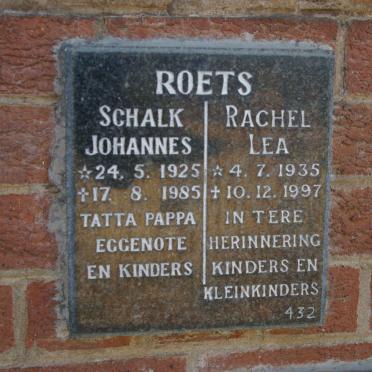 ROETS
SCHALK
JOHANNES
☆ 24. 5. 1925
✝ 17. 8. 1985
TATTA PAPPA
EGGENOTE
EN KINDERS
RACHEL
LEA
☆ 4. 7. 1935
✝ 10. 12. 1997
IN TERE
HERINNERING
KINDERS EN
KLEINKINDERS
432